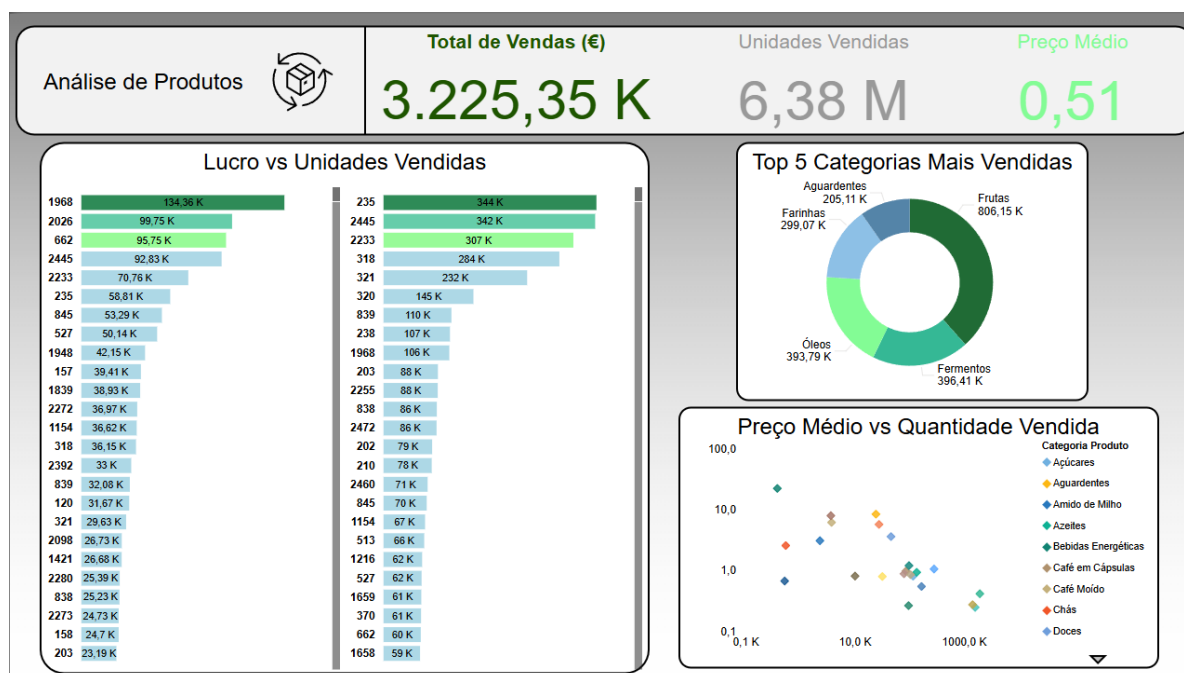 Análise de Produtos
Total de Vendas (€)
3.225,35 K
Unidades Vendidas
6,38 M
Preço Médio
0,51
Lucro vs Unidades Vendidas
1968 134,36 K
2026 99,75 K
662 95,75 K
2445 92,83 K
2233 70,76 K
235 58,81 K
845 53,29 K
527 50,14 K
1948 42,15 K
157 39,41 K
1839 38,93 K
2272 36,97 K
1154 36,62 K
318 36,15 K
2392 33 K
839 32,08 K
120 31,67 K
321 29,63 K
2098 26,73 K
1421 26,68 K
2280 25,39 K
838 25,23 K
2273 24,73 K
158 24,7 K
203 23,19 K
235 344 K
2445 342 K
2233 307 K
318 284 K
321 232 K
320 145 K
839 110 K
238 107 K
1968 106 K
203 88 K
2255 88 K
838 86 K
2472 86 K
202 79 K
210 78 K
2460 71 K
845 70 K
1154 67 K
513 66 K
1216 62 K
527 62 K
1659 61 K
370 61 K
662 60 K
1658 59 K
Top 5 Categorias Mais Vendidas
Aguardentes
205,11 K
Farinhas
299,07 K
Frutas
806,15 K
Óleos
393,79 K
Fermentos
396,41 K
Preço Médio vs Quantidade Vendida
100,0
10,0
1,0
0,1
0,1 K 10,0 K 1000,0 K
Categoria Produto
Açúcares
Aguardentes
Amido de Milho
Azeites
Bebidas Energéticas
Café em Cápsulas
Café Moído
Chás
Doces